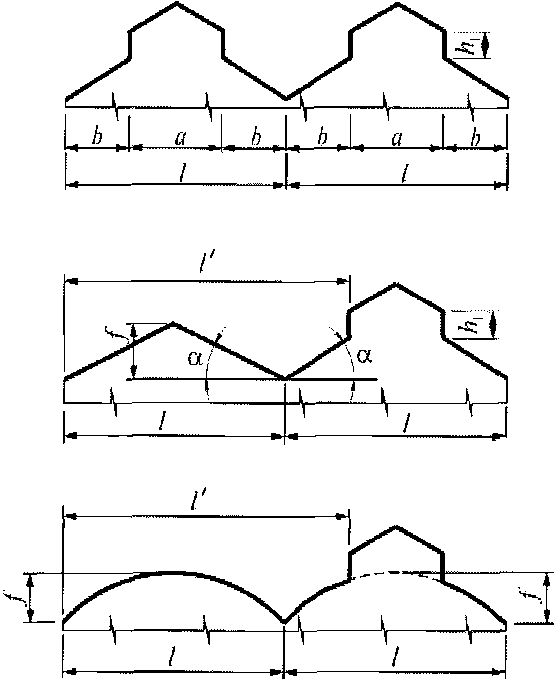 h₁
b a b b a b
l l
l'
f α α h₁
l l
l'
f f
l l